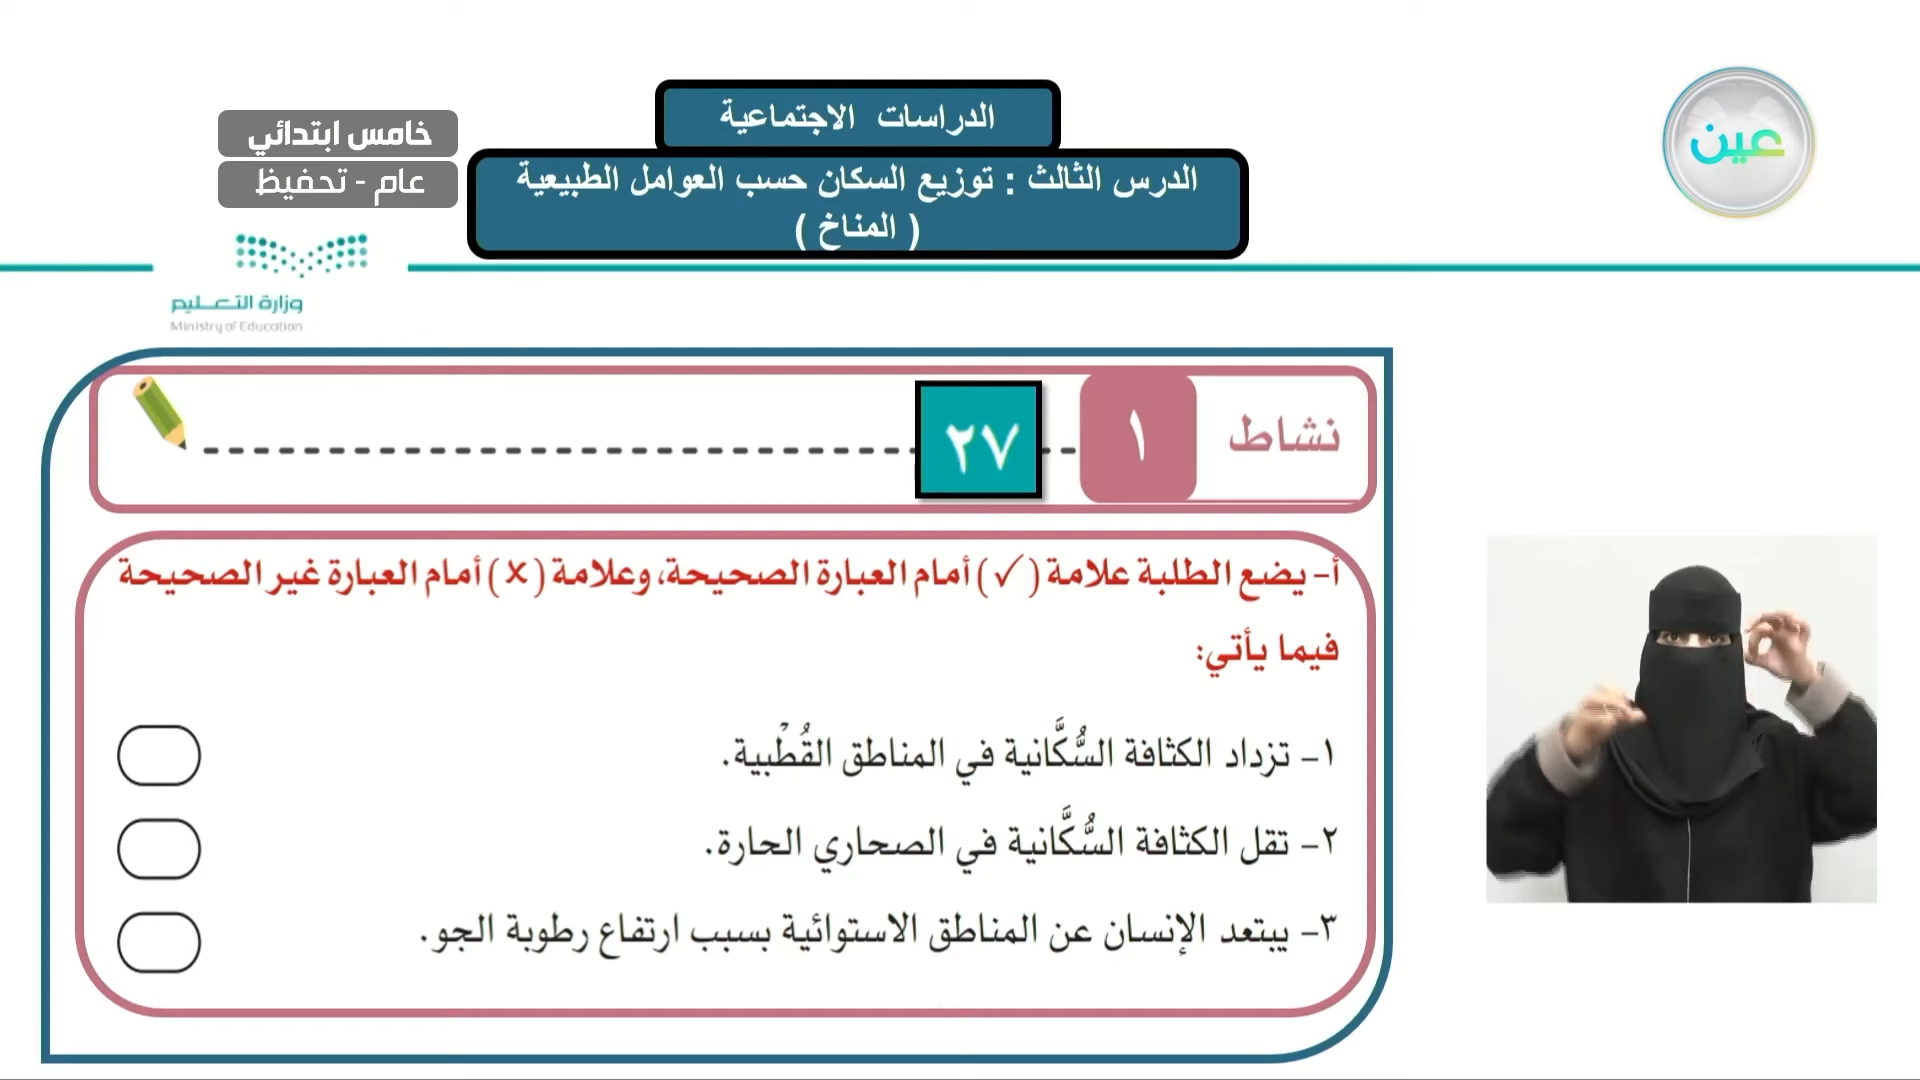 الدراسات الاجتماعية
الدرس الثالث : توزيع السكان حسب العوامل الطبيعية
( المناخ )
عين
خامس ابتدائي
عام - تحفيظ
وزارة التعـــليم
Ministry of Education
نشاط ١ ٢٧
أ- يضع الطلبة علامة (✓) أمام العبارة الصحيحة، وعلامة (✗) أمام العبارة غير الصحيحة
فيما يأتي:
١- تزداد الكثافة السُّكَّانية في المناطق القُطْبية.
٢- تقل الكثافة السُّكَّانية في الصحاري الحارة.
٣- يبتعد الإنسان عن المناطق الاستوائية بسبب ارتفاع رطوبة الجو.